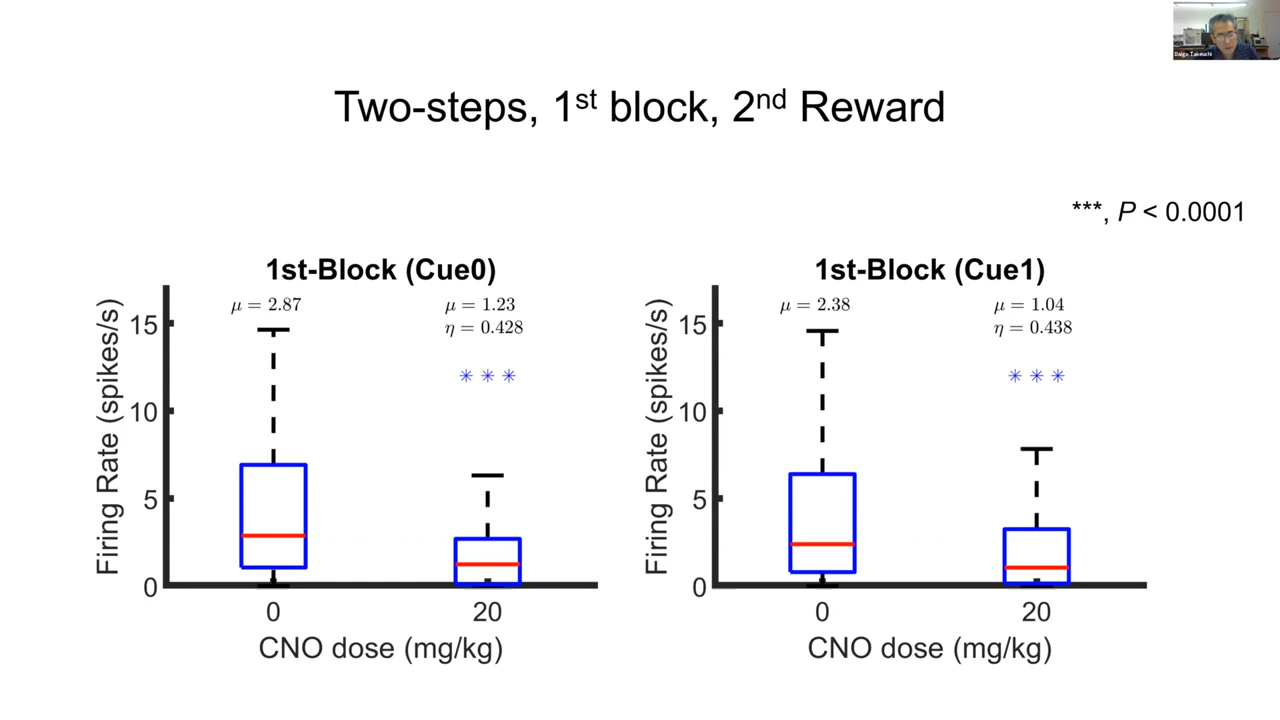 Daigo Takeuchi
Two-steps, 1st block, 2nd Reward
***, P < 0.0001
1st-Block (Cue0)
μ = 2.87
μ = 1.23
η = 0.428
✳ ✳ ✳
Firing Rate (spikes/s)
15
10
5
0
0
20
CNO dose (mg/kg)
1st-Block (Cue1)
μ = 2.38
μ = 1.04
η = 0.438
✳ ✳ ✳
Firing Rate (spikes/s)
15
10
5
0
0
20
CNO dose (mg/kg)